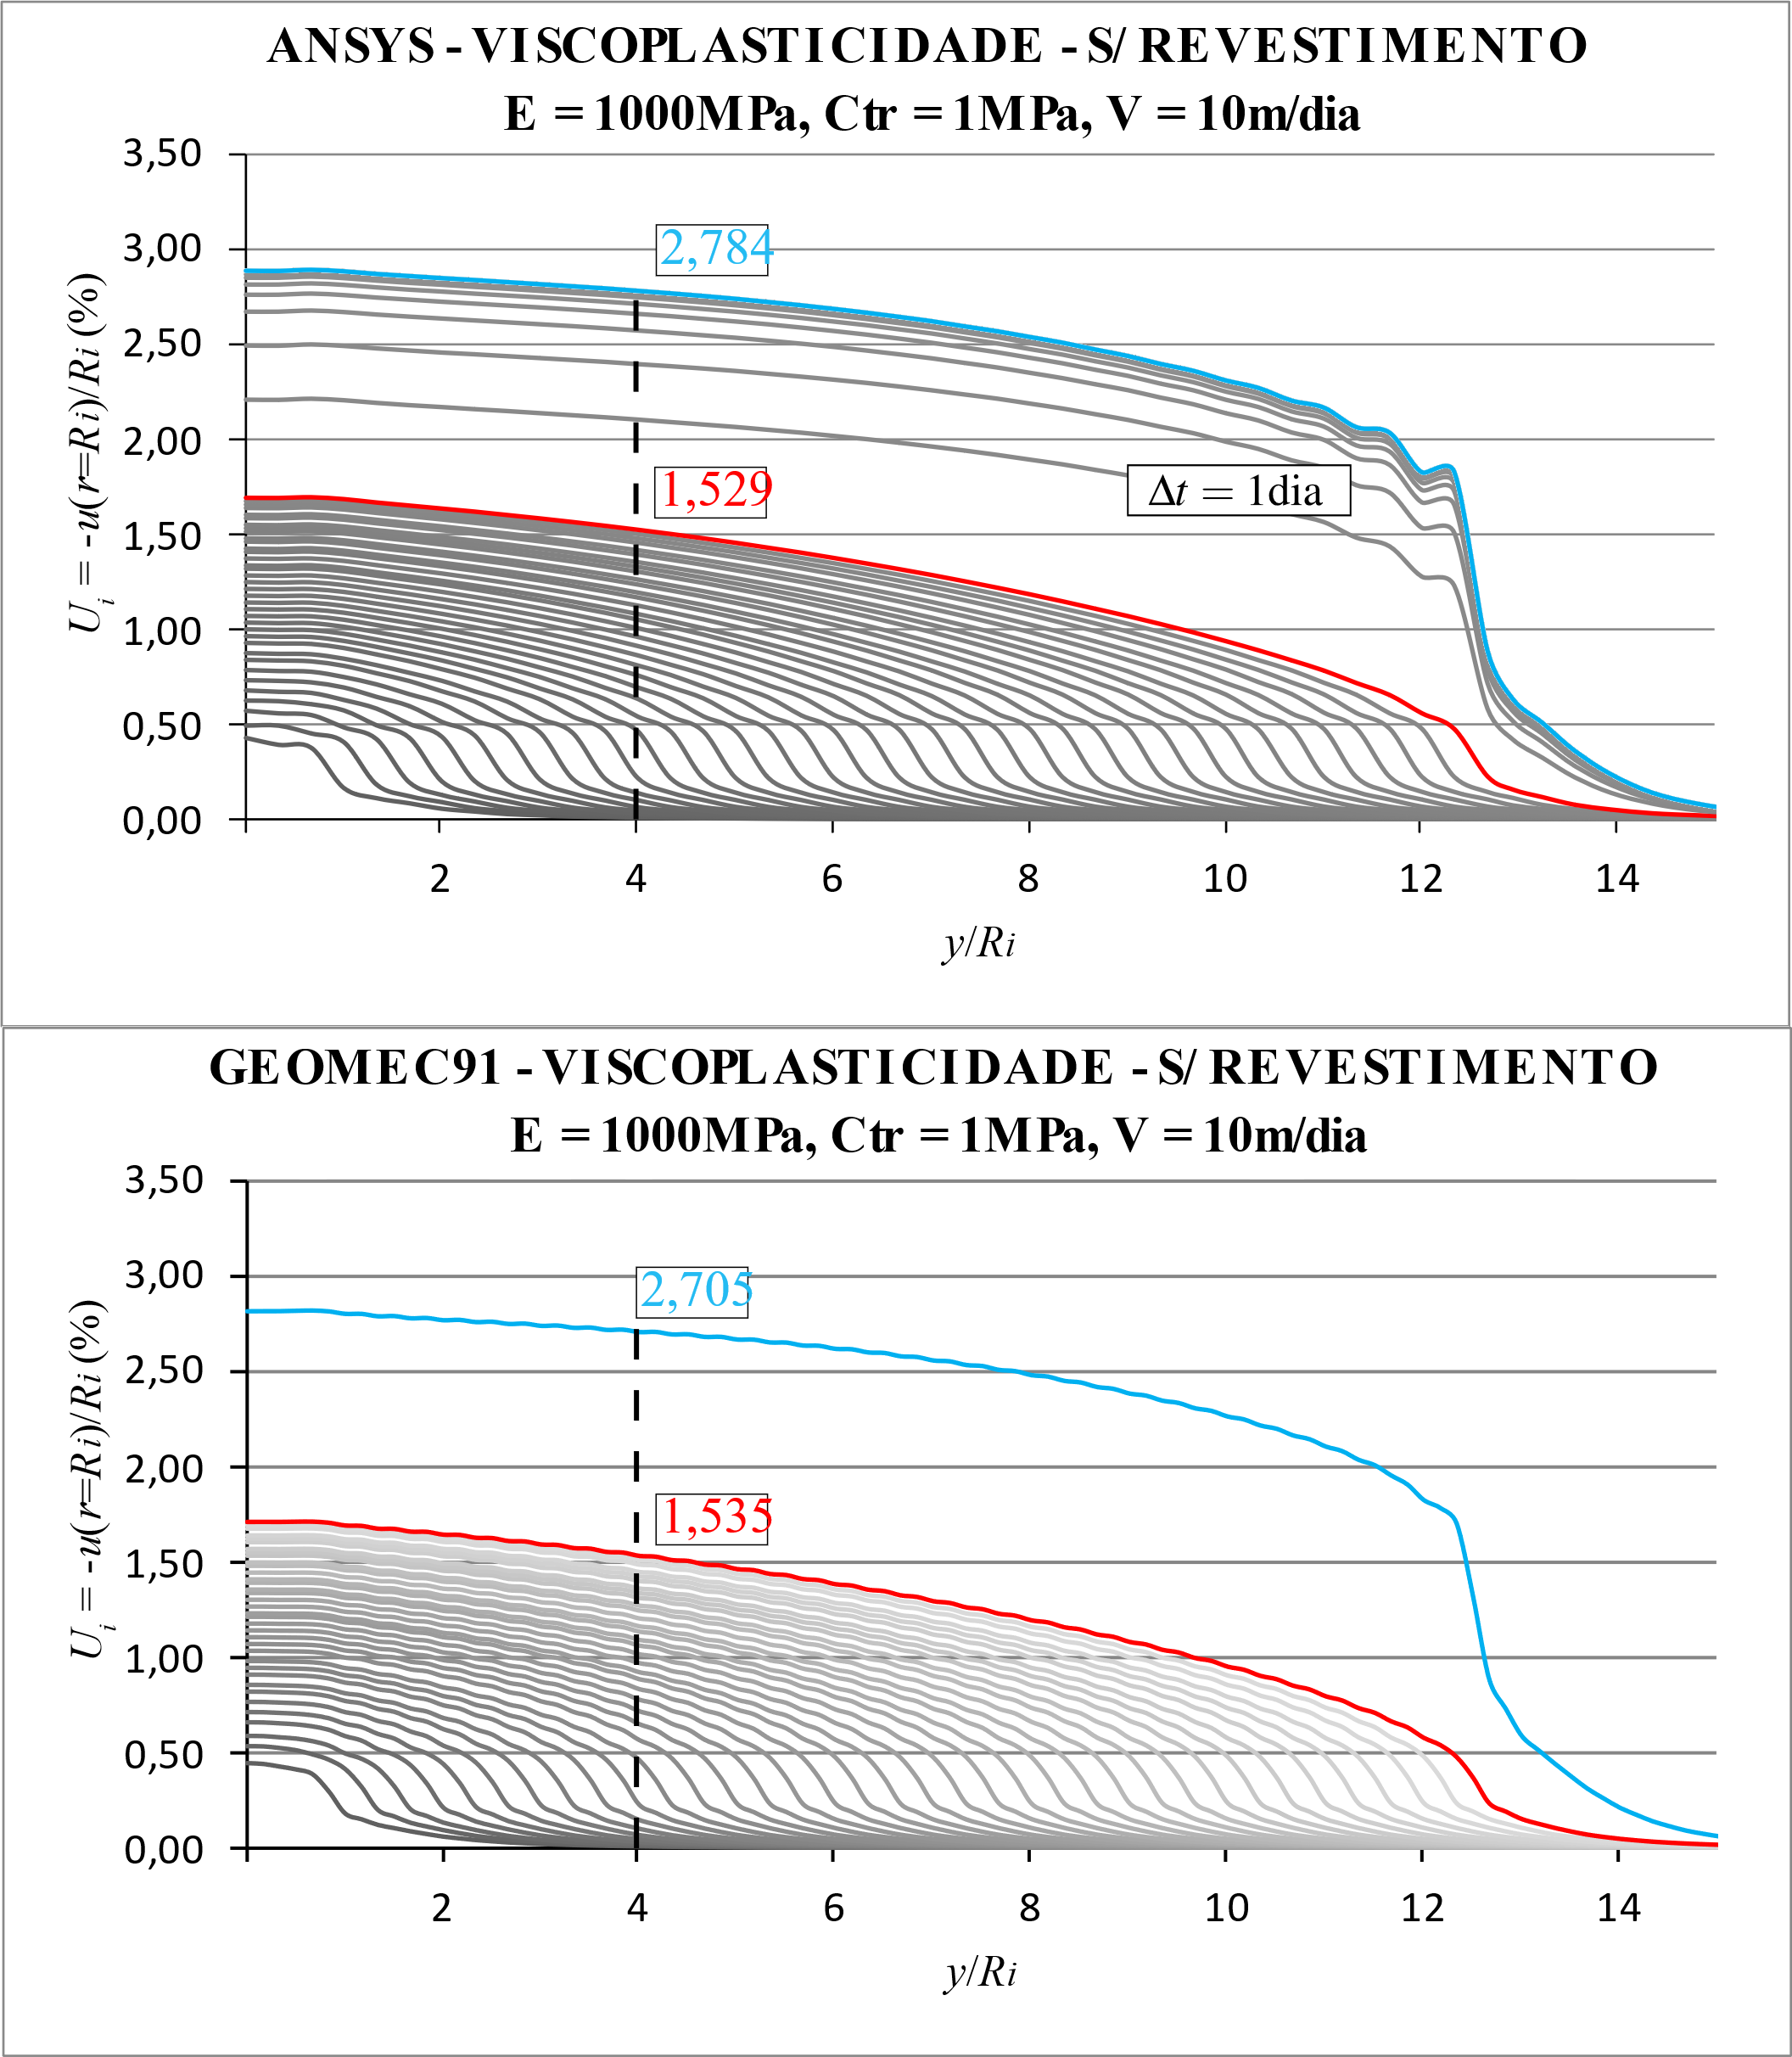 ANSYS - VISCOPLASTICIDADE - S/ REVESTIMENTO
E = 1000MPa, Ctr = 1MPa, V = 10m/dia
3,50
3,00
2,50
2,00
1,50
1,00
0,50
0,00
U i = -u(r=Ri)/Ri (%)
2,784
1,529
Δt = 1dia
2 4 6 8 10 12 14
y/Ri
GEOMEC91 - VISCOPLASTICIDADE - S/ REVESTIMENTO
E = 1000MPa, Ctr = 1MPa, V = 10m/dia
3,50
3,00
2,50
2,00
1,50
1,00
0,50
0,00
U i = -u(r=Ri)/Ri (%)
2,705
1,535
2 4 6 8 10 12 14
y/Ri